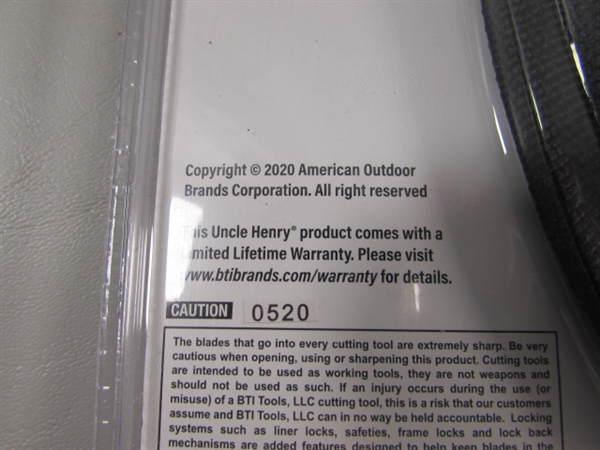 Copyright © 2020 American Outdoor
Brands Corporation. All right reserved
This Uncle Henry® product comes with a
Limited Lifetime Warranty. Please visit
www.btibrands.com/warranty for details.
CAUTION 0520
The blades that go into every cutting tool are extremely sharp. Be very
cautious when opening, using or sharpening this product. Cutting tools
are intended to be used as working tools, they are not weapons and
should not be used as such. If an injury occurs during the use (or
misuse) of a BTI Tools, LLC cutting tool, this is a risk that our customers
assume and BTI Tools, LLC can in no way be held accountable. Locking
systems such as liner locks, safeties, frame locks and lock back
mechanisms are added features designed to help keep blades in the